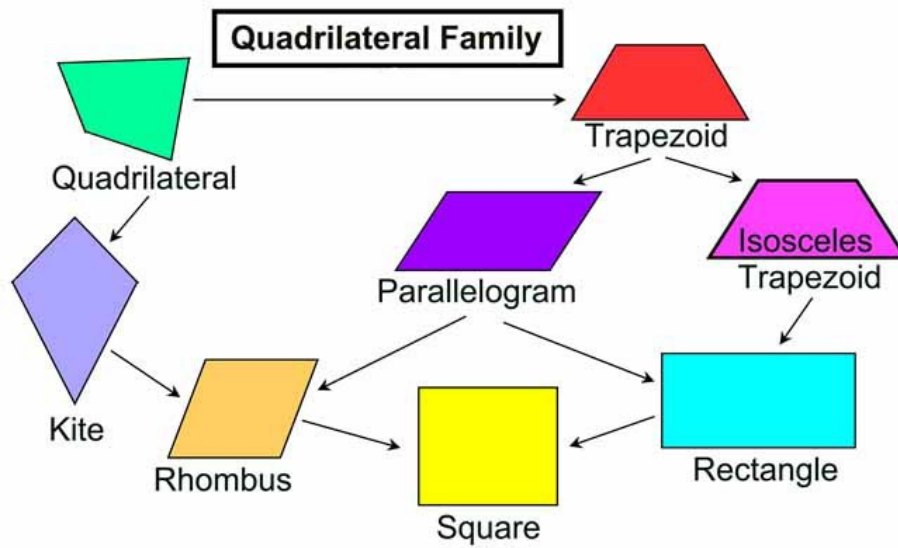 Quadrilateral Family
Quadrilateral
Trapezoid
Parallelogram
Isosceles
Trapezoid
Kite
Rhombus
Square
Rectangle